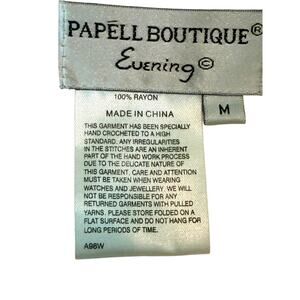 PAPÉLL BOUTIQUE®
Evening©
100% RAYON
M
MADE IN CHINA
THIS GARMENT HAS BEEN SPECIALLY
HAND CROCHETED TO A HIGH
STANDARD. ANY IRREGULARITIES
IN THE STITCHES ARE AN INHERENT
PART OF THE HAND WORK PROCESS
DUE TO THE DELICATE NATURE OF
THIS GARMENT, CARE AND ATTENTION
MUST BE TAKEN WHEN WEARING
WATCHES AND JEWELLERY. WE WILL
NOT BE RESPONSIBLE FOR ANY
RETURNED GARMENTS WITH PULLED
YARNS. PLEASE STORE FOLDED ON A
FLAT SURFACE AND DO NOT HANG FOR
LONG PERIODS OF TIME.
A98W